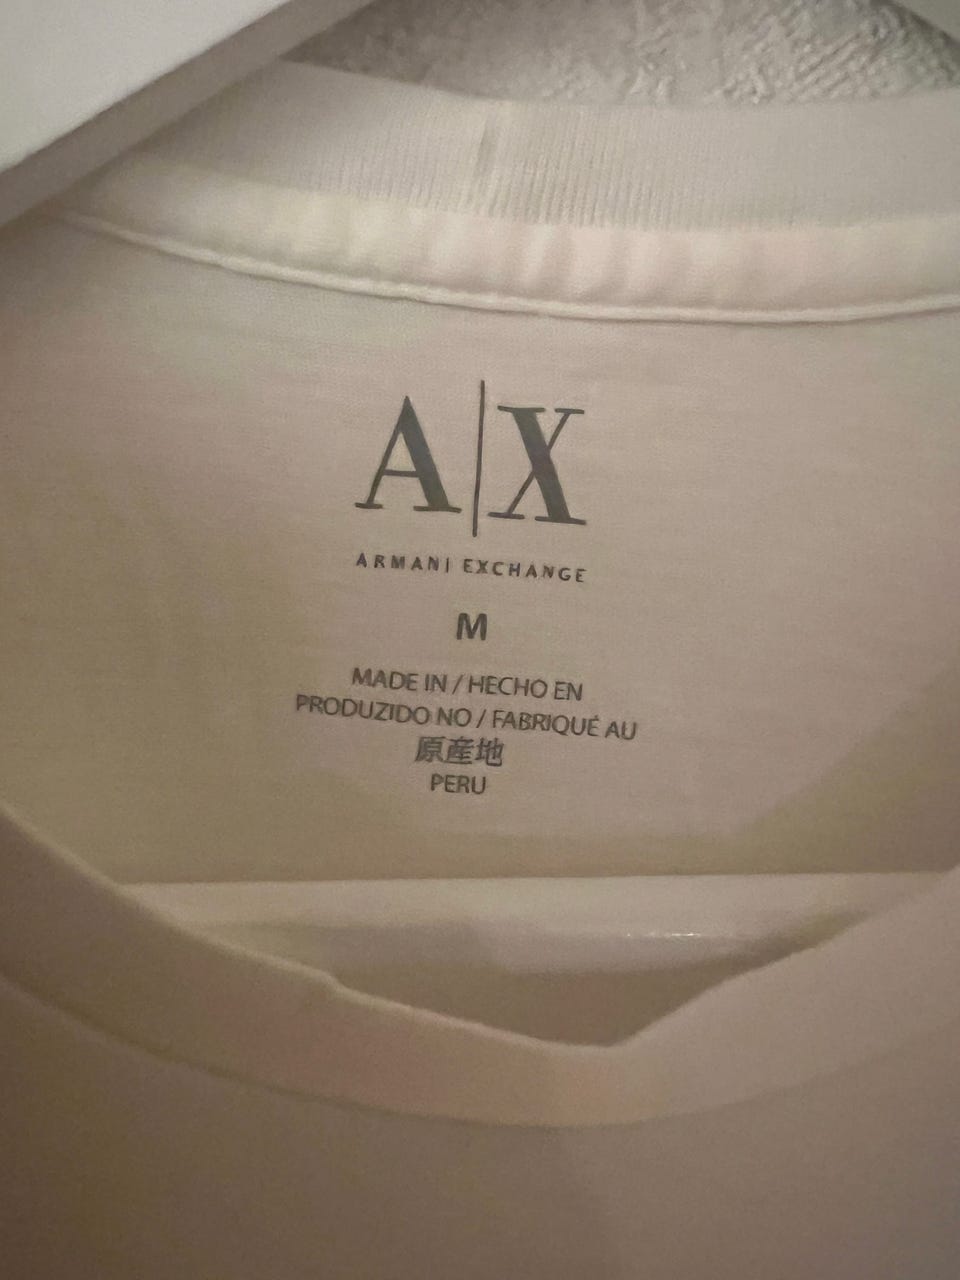 A|X
ARMANI EXCHANGE
M
MADE IN / HECHO EN
PRODUZIDO NO / FABRIQUÉ AU
原産地
PERU